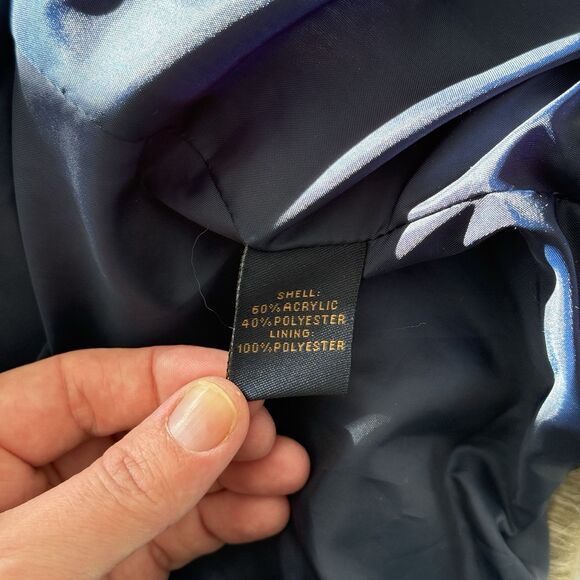 SHELL:
60% ACRYLIC
40% POLYESTER
LINING:
100% POLYESTER